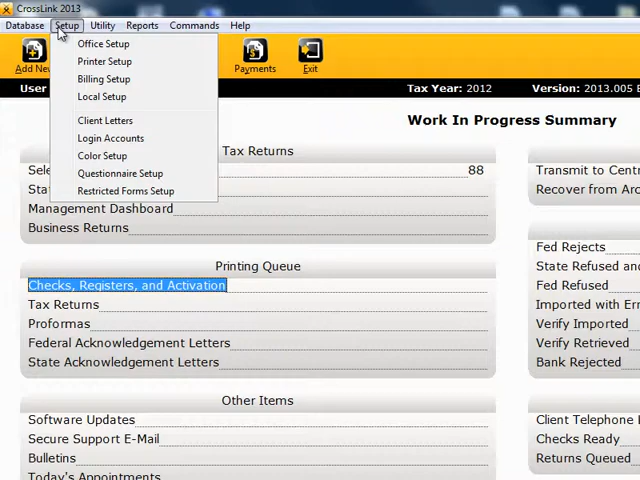 CrossLink 2013
Database Setup Utility Reports Commands Help
Office Setup
Printer Setup
Billing Setup
Local Setup
Client Letters
Login Accounts
Color Setup
Questionnaire Setup
Restricted Forms Setup
Add New
Payments
Exit
User
Tax Year: 2012
Version: 2013.005
Work In Progress Summary
Tax Returns
88
Management Dashboard
Business Returns
Printing Queue
Checks, Registers, and Activation
Tax Returns
Proformas
Federal Acknowledgement Letters
State Acknowledgement Letters
Other Items
Software Updates
Secure Support E-Mail
Bulletins
Today's Appointments
Transmit to Centr
Recover from Arc
Fed Rejects
State Refused and
Fed Refused
Imported with Err
Verify Imported
Verify Retrieved
Bank Rejected
Client Telephone
Checks Ready
Returns Queued